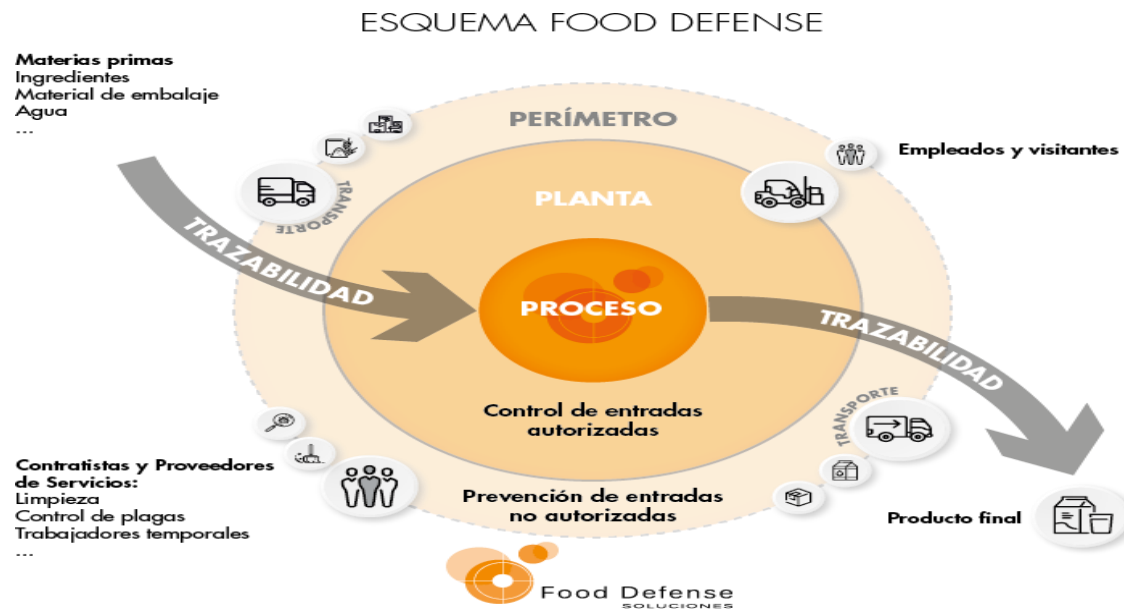 ESQUEMA FOOD DEFENSE
Materias primas
Ingredientes
Material de embalaje
Agua
...
PERÍMETRO
Empleados y visitantes
TRANSPORTE
PLANTA
TRAZABILIDAD
PROCESO
TRAZABILIDAD
TRANSPORTE
Control de entradas
autorizadas
Contratistas y Proveedores
de Servicios:
Limpieza
Control de plagas
Trabajadores temporales
...
Prevención de entradas
no autorizadas
Producto final
Food Defense
SOLUCIONES